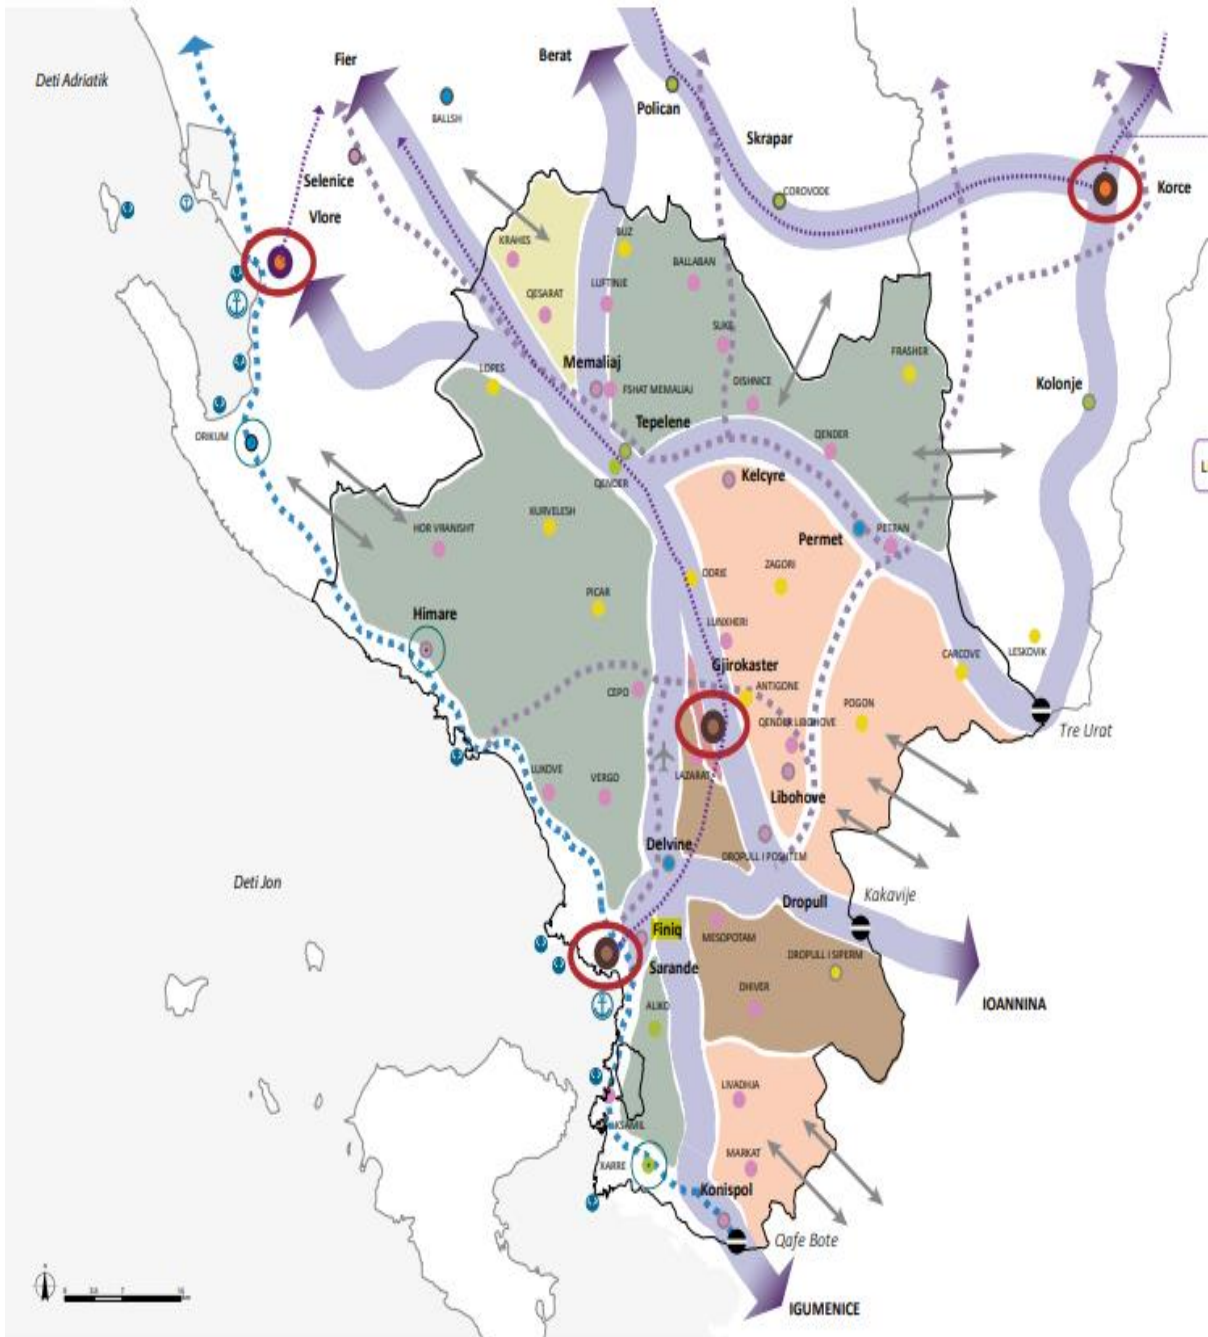 Deti Adriatik
Fier
Berat
BALLSH
Polican
Skrapar
Selenice
Vlore
COROVODE
Korce
KRAHES
BUZ
BALLABAN
QESARAT
LUFTINJE
SUKE
FRASHER
LOPES
Memaliaj
FSHAT MEMALIAJ
DISHNICE
Kolonje
ORIKUM
Tepelene
QENDER
QENDER
Kelcyre
HOR VRANISHT
KURVELESH
Permet
PETRAN
ODRIE
ZAGORI
PICAR
Himare
LUNXHERI
Gjirokaster
CARCOVE
LESKOVIK
CEPO
ANTIGONE
QENDER LIBOHOVE
POGON
Tre Urat
LUKOVE
VERGO
LAZARAT
Libohove
Delvine
DROPULL I POSHTEM
Deti Jon
Dropull
Kakavije
Finiq
MESOPOTAM
Sarande
DROPULL I SIPERM
DHIVER
ALIKO
IOANNINA
LIVADHJA
KSAMIL
XARRE
MARKAT
Konispol
Qafe Bote
IGUMENICE